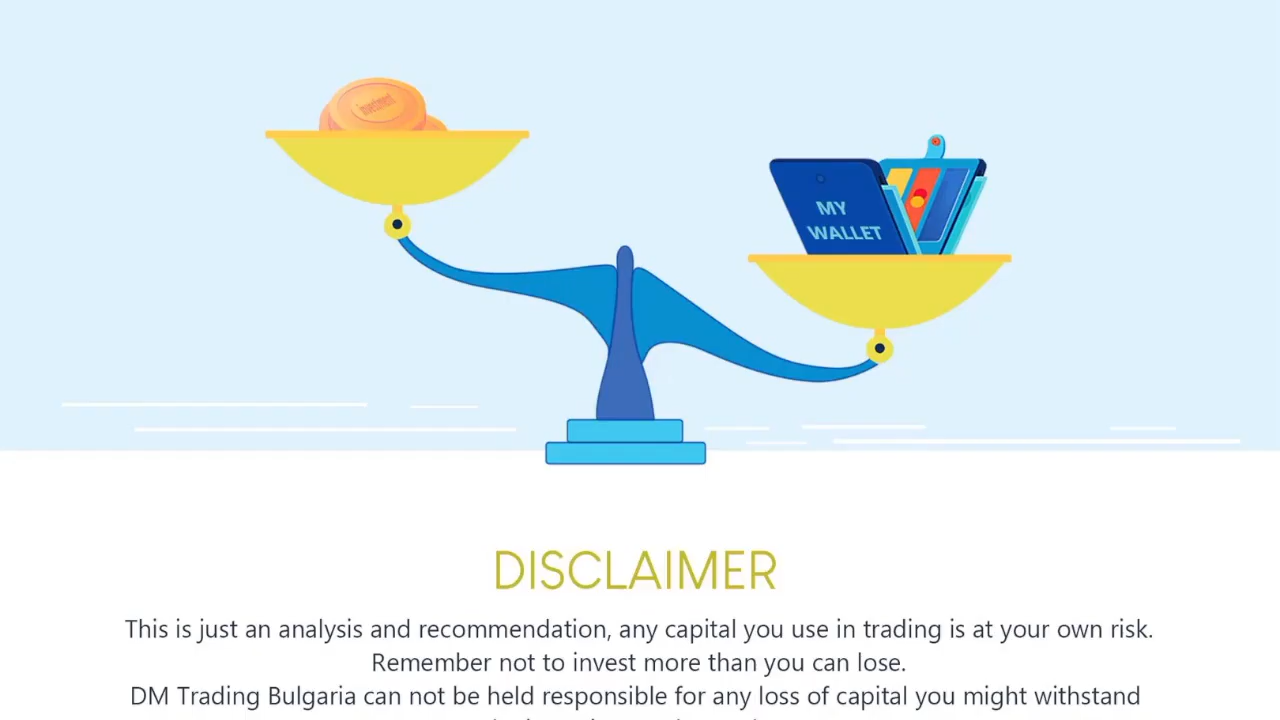 investment
MY
WALLET
DISCLAIMER
This is just an analysis and recommendation, any capital you use in trading is at your own risk.
Remember not to invest more than you can lose.
DM Trading Bulgaria can not be held responsible for any loss of capital you might withstand